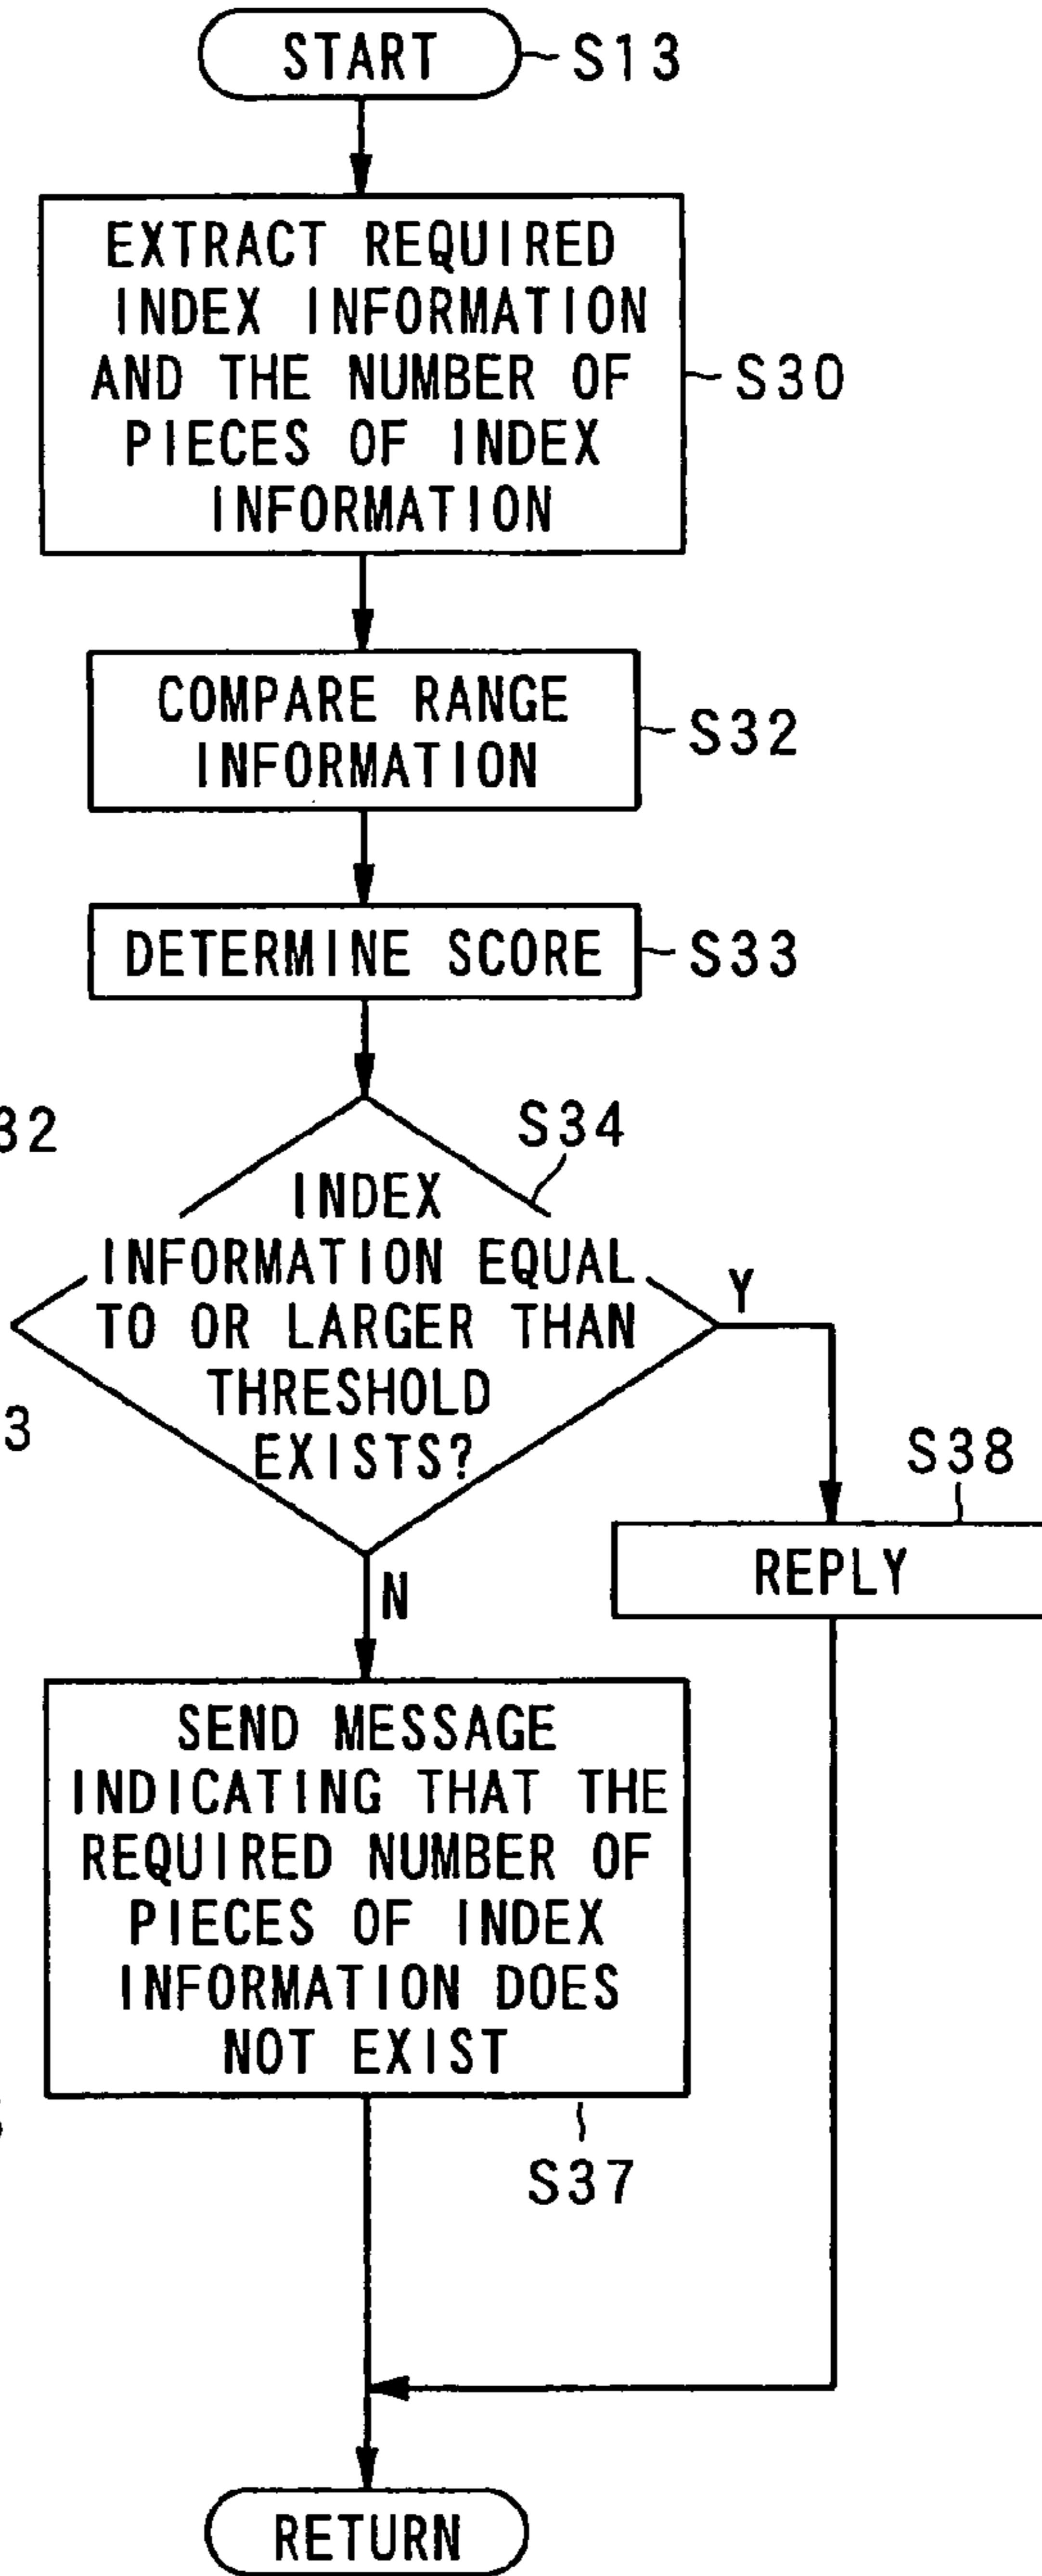 START
S13
EXTRACT REQUIRED
INDEX INFORMATION
AND THE NUMBER OF
PIECES OF INDEX
INFORMATION
S30
COMPARE RANGE
INFORMATION
S32
DETERMINE SCORE
S33
32
S34
INDEX
INFORMATION EQUAL
TO OR LARGER THAN
THRESHOLD
EXISTS?
Y
3
S38
REPLY
N
SEND MESSAGE
INDICATING THAT THE
REQUIRED NUMBER OF
PIECES OF INDEX
INFORMATION DOES
NOT EXIST
S37
RETURN